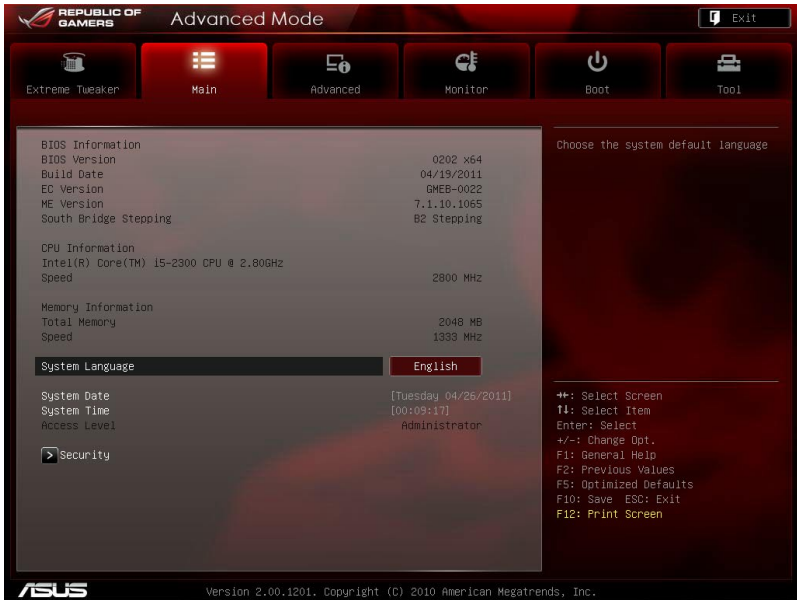 REPUBLIC OF
GAMERS
Advanced Mode
Exit
Extreme Tweaker
Main
Advanced
Monitor
Boot
Tool
BIOS Information
BIOS Version 0202 x64
Build Date 04/19/2011
EC Version GMEB-0022
ME Version 7.1.10.1065
South Bridge Stepping B2 Stepping
CPU Information
Intel(R) Core(TM) i5-2300 CPU @ 2.80GHz
Speed 2800 MHz
Memory Information
Total Memory 2048 MB
Speed 1333 MHz
System Language English
System Date [Tuesday 04/26/2011]
System Time [00:09:17]
Access Level Administrator
> Security
Choose the system default language
→←: Select Screen
↑↓: Select Item
Enter: Select
+/-: Change Opt.
F1: General Help
F2: Previous Values
F5: Optimized Defaults
F10: Save ESC: Exit
F12: Print Screen
ASUS
Version 2.00.1201. Copyright (C) 2010 American Megatrends, Inc.